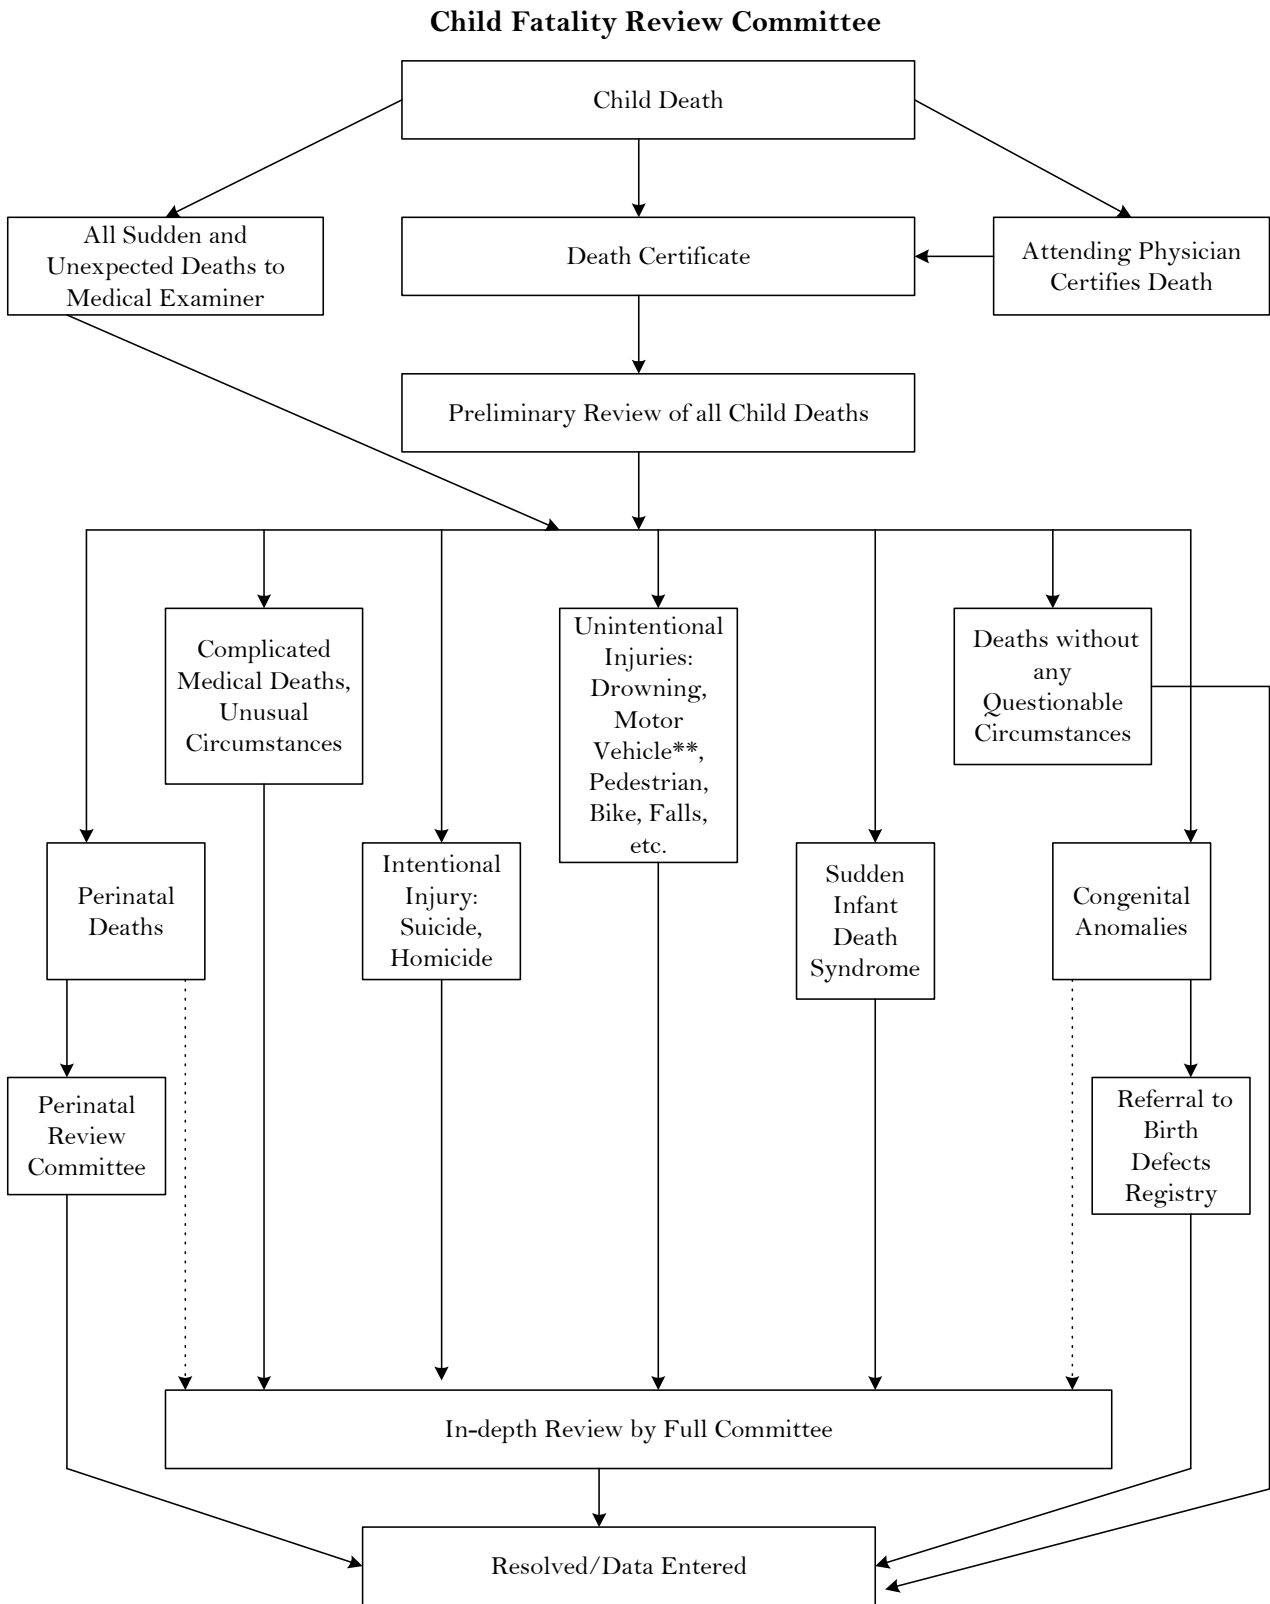 Child Fatality Review Committee
Child Death
All Sudden and
Unexpected Deaths to
Medical Examiner
Death Certificate
Attending Physician
Certifies Death
Preliminary Review of all Child Deaths
Complicated
Medical Deaths,
Unusual
Circumstances
Unintentional
Injuries:
Drowning,
Motor
Vehicle**,
Pedestrian,
Bike, Falls,
etc.
Deaths without
any
Questionable
Circumstances
Perinatal
Deaths
Intentional
Injury:
Suicide,
Homicide
Sudden
Infant
Death
Syndrome
Congenital
Anomalies
Perinatal
Review
Committee
Referral to
Birth
Defects
Registry
In-depth Review by Full Committee
Resolved/Data Entered